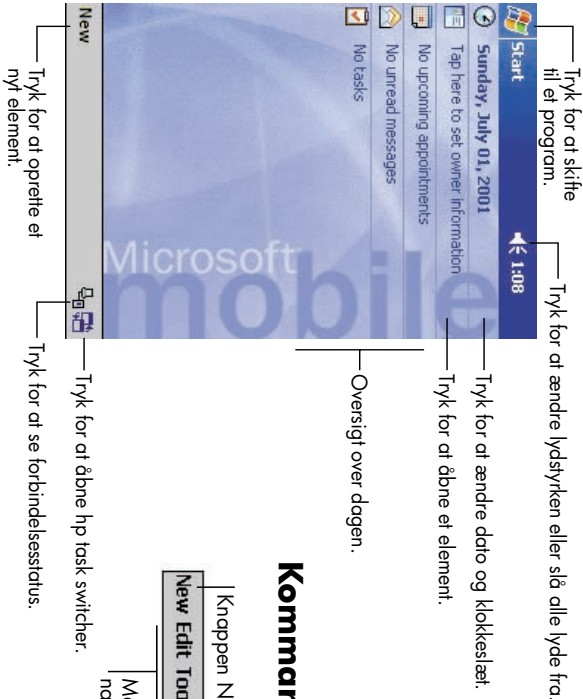 Tryk for at skifte
til et program.
Tryk for at ændre lydstyrken eller slå alle lyde fra.
Start
1:08
Sunday, July 01, 2001
Tryk for at ændre dato og klokkeslæt.
Tap here to set owner information
Tryk for at åbne et element.
No upcoming appointments
No unread messages
No tasks
Oversigt over dagen.
Microsoft
mobile
New
Tryk for at åbne hp task switcher.
Tryk for at se forbindelsesstatus.
Tryk for at oprette et
nyt element.
Knappen
New Edit